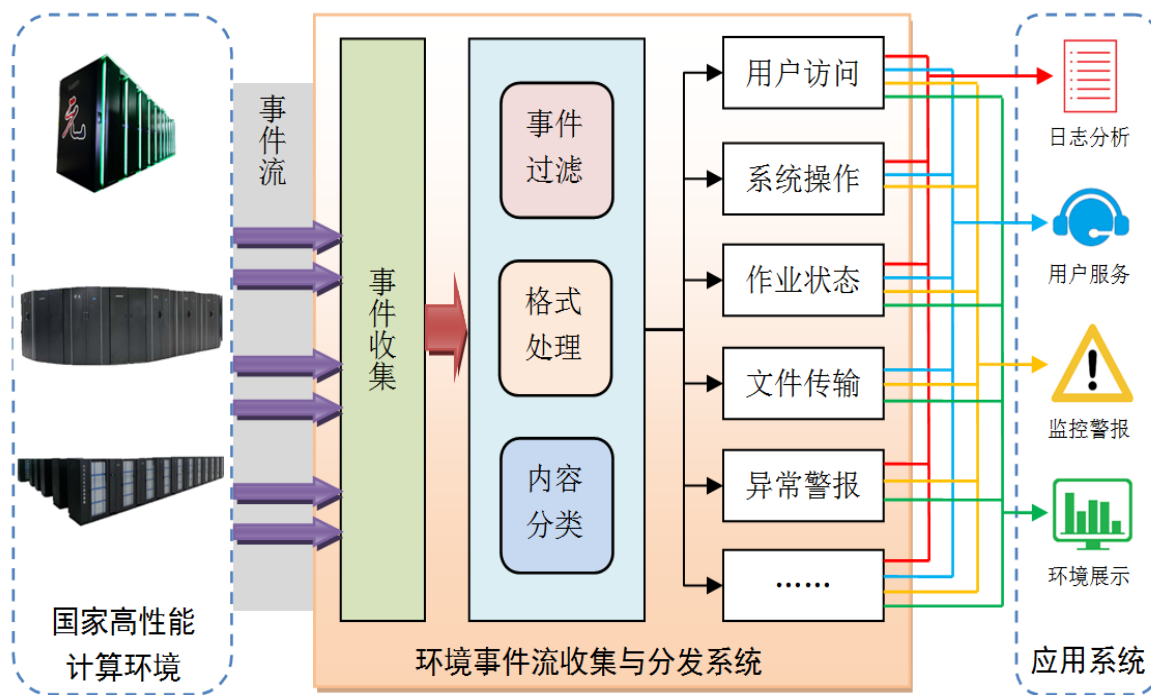 元
国家高性能
计算环境
事件流
事件收集
事件
过滤
格式
处理
内容
分类
用户访问
系统操作
作业状态
文件传输
异常警报
……
环境事件流收集与分发系统
日志分析
用户服务
监控警报
环境展示
应用系统